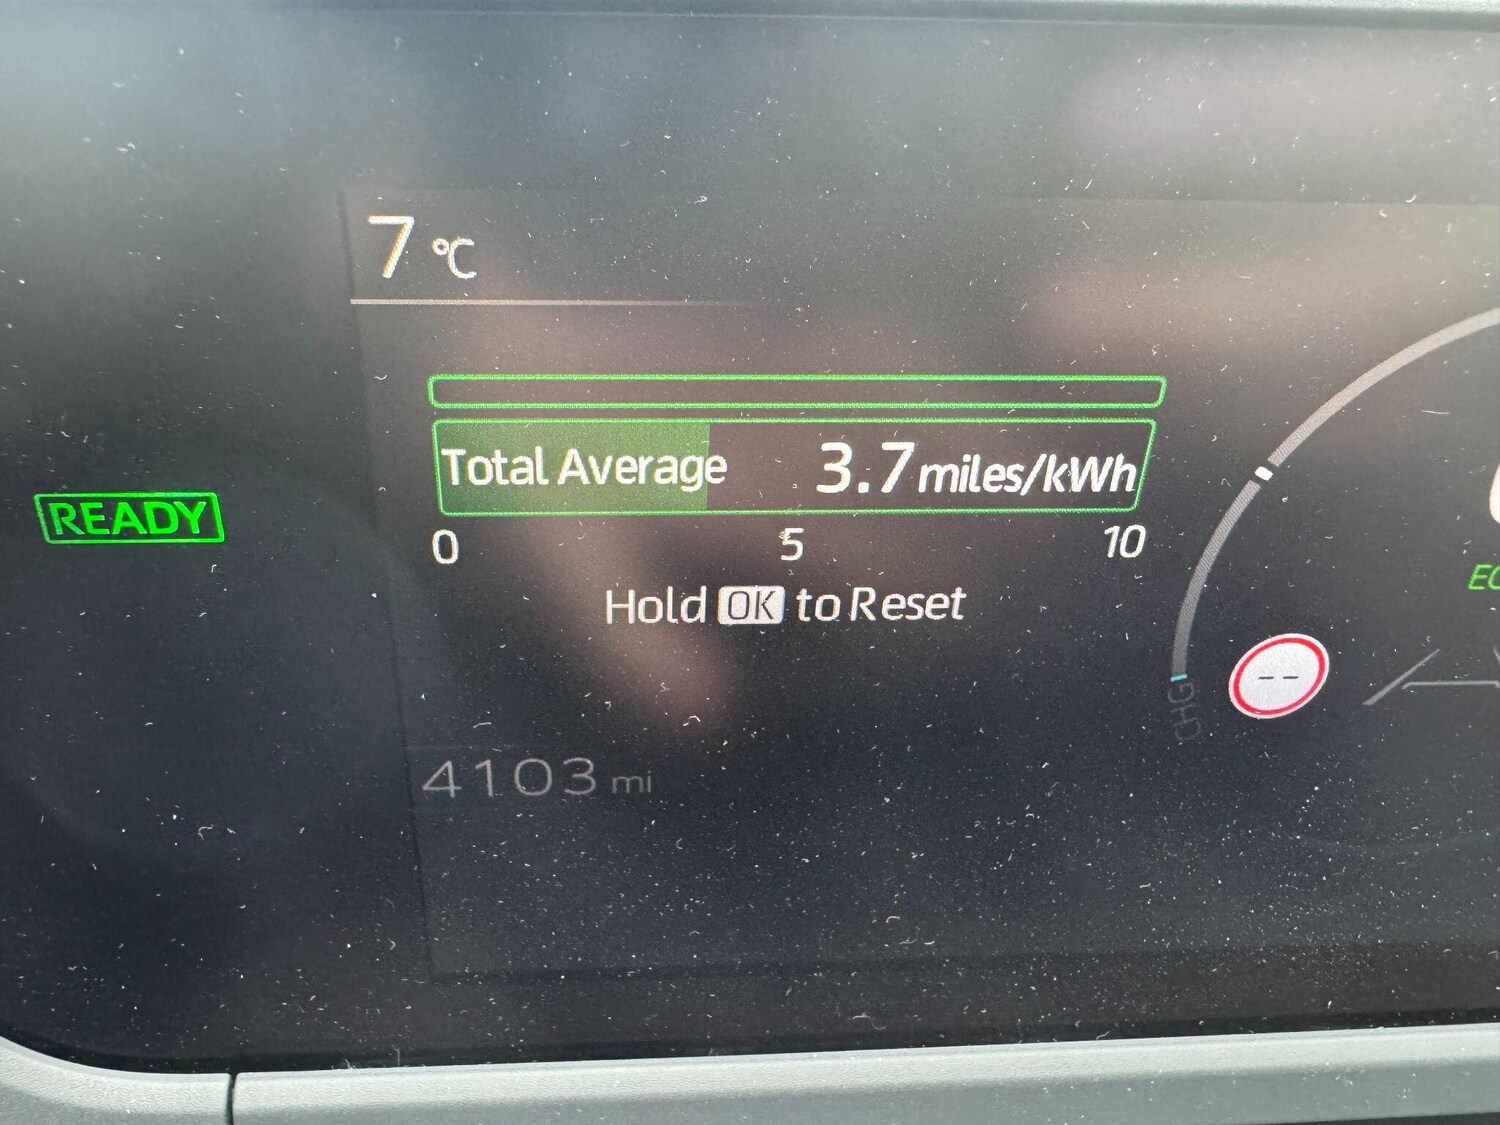 7 °C
Total Average 3.7 miles/kWh
READY
0 5 10
Hold OK to Reset
CHG
--
4103 mi